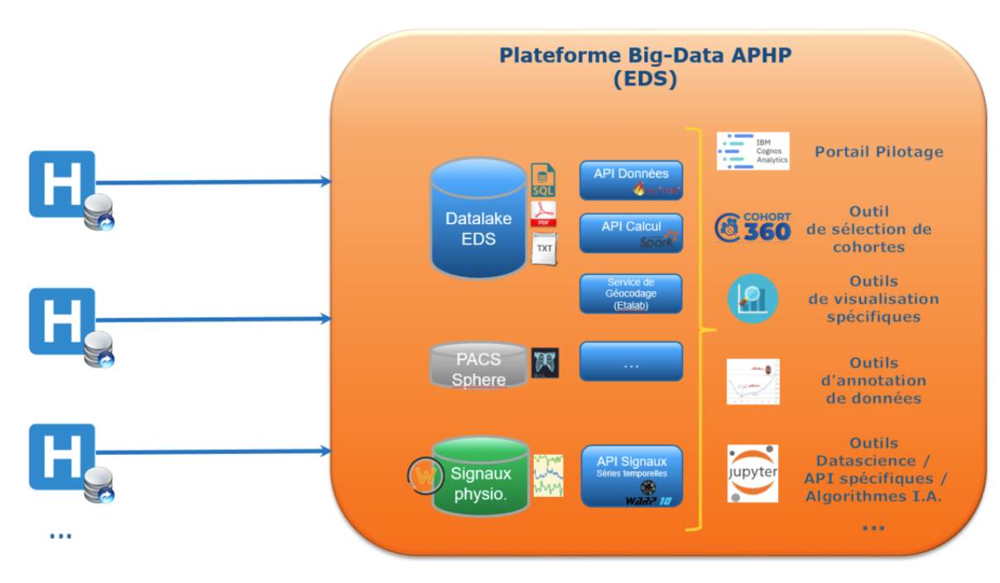 Plateforme Big-Data APHP
(EDS)
H
H
H
...
Datalake
EDS
SQL
PDF
TXT
PACS
Sphere
Signaux
physio.
W
API Données
API Calcul
Spark
Service de
Géocodage
(Etalab)
...
API Signaux
Séries temporelles
WARP 10
IBM
Cognos
Analytics
Portail Pilotage
COHORT
360
Outil
de sélection de
cohortes
Outils
de visualisation
spécifiques
Outils
d’annotation
de données
jupyter
Outils
Datascience /
API spécifiques /
Algorithmes I.A.
...